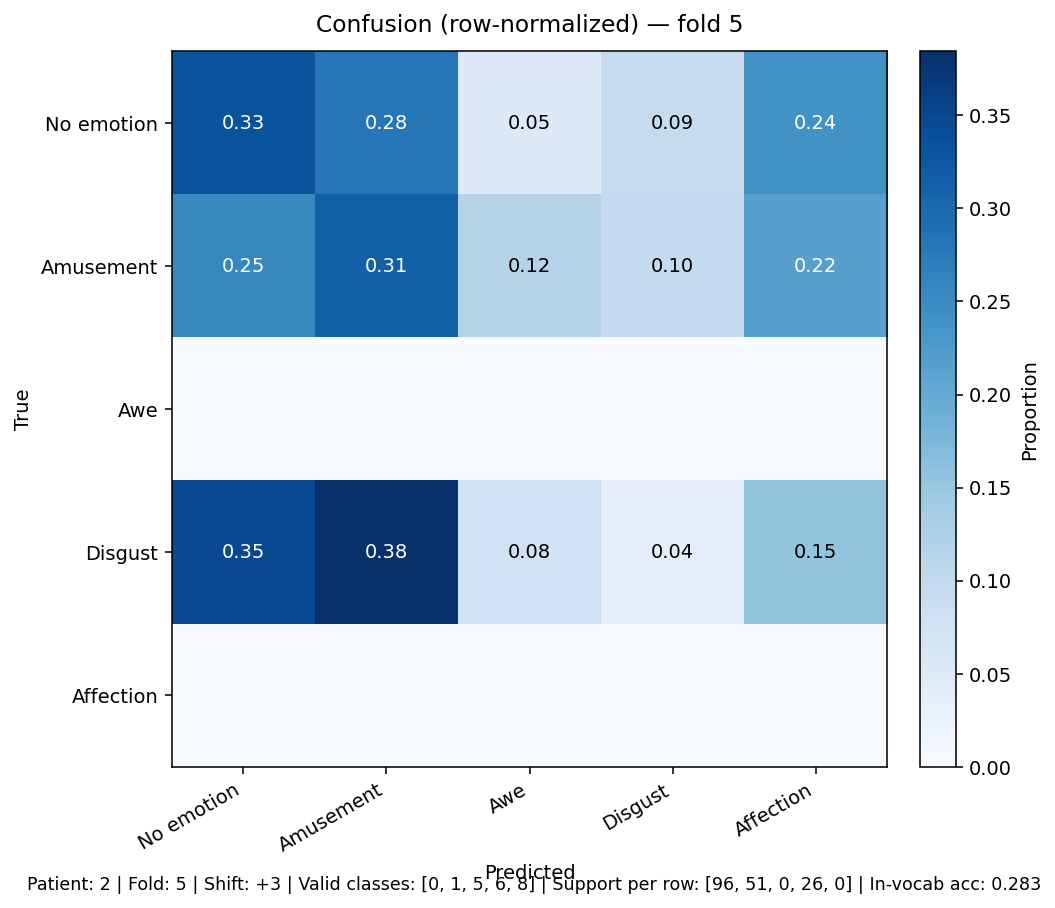 Confusion (row-normalized) — fold 5
No emotion 0.33 0.28 0.05 0.09 0.24
Amusement 0.25 0.31 0.12 0.10 0.22
Awe
Disgust 0.35 0.38 0.08 0.04 0.15
Affection
True
No emotion Amusement Awe Disgust Affection
Predicted
0.35
0.30
0.25
0.20
0.15
0.10
0.05
0.00
Proportion
Patient: 2 | Fold: 5 | Shift: +3 | Valid classes: [0, 1, 5, 6, 8] | Support per row: [96, 51, 0, 26, 0] | In-vocab acc: 0.283